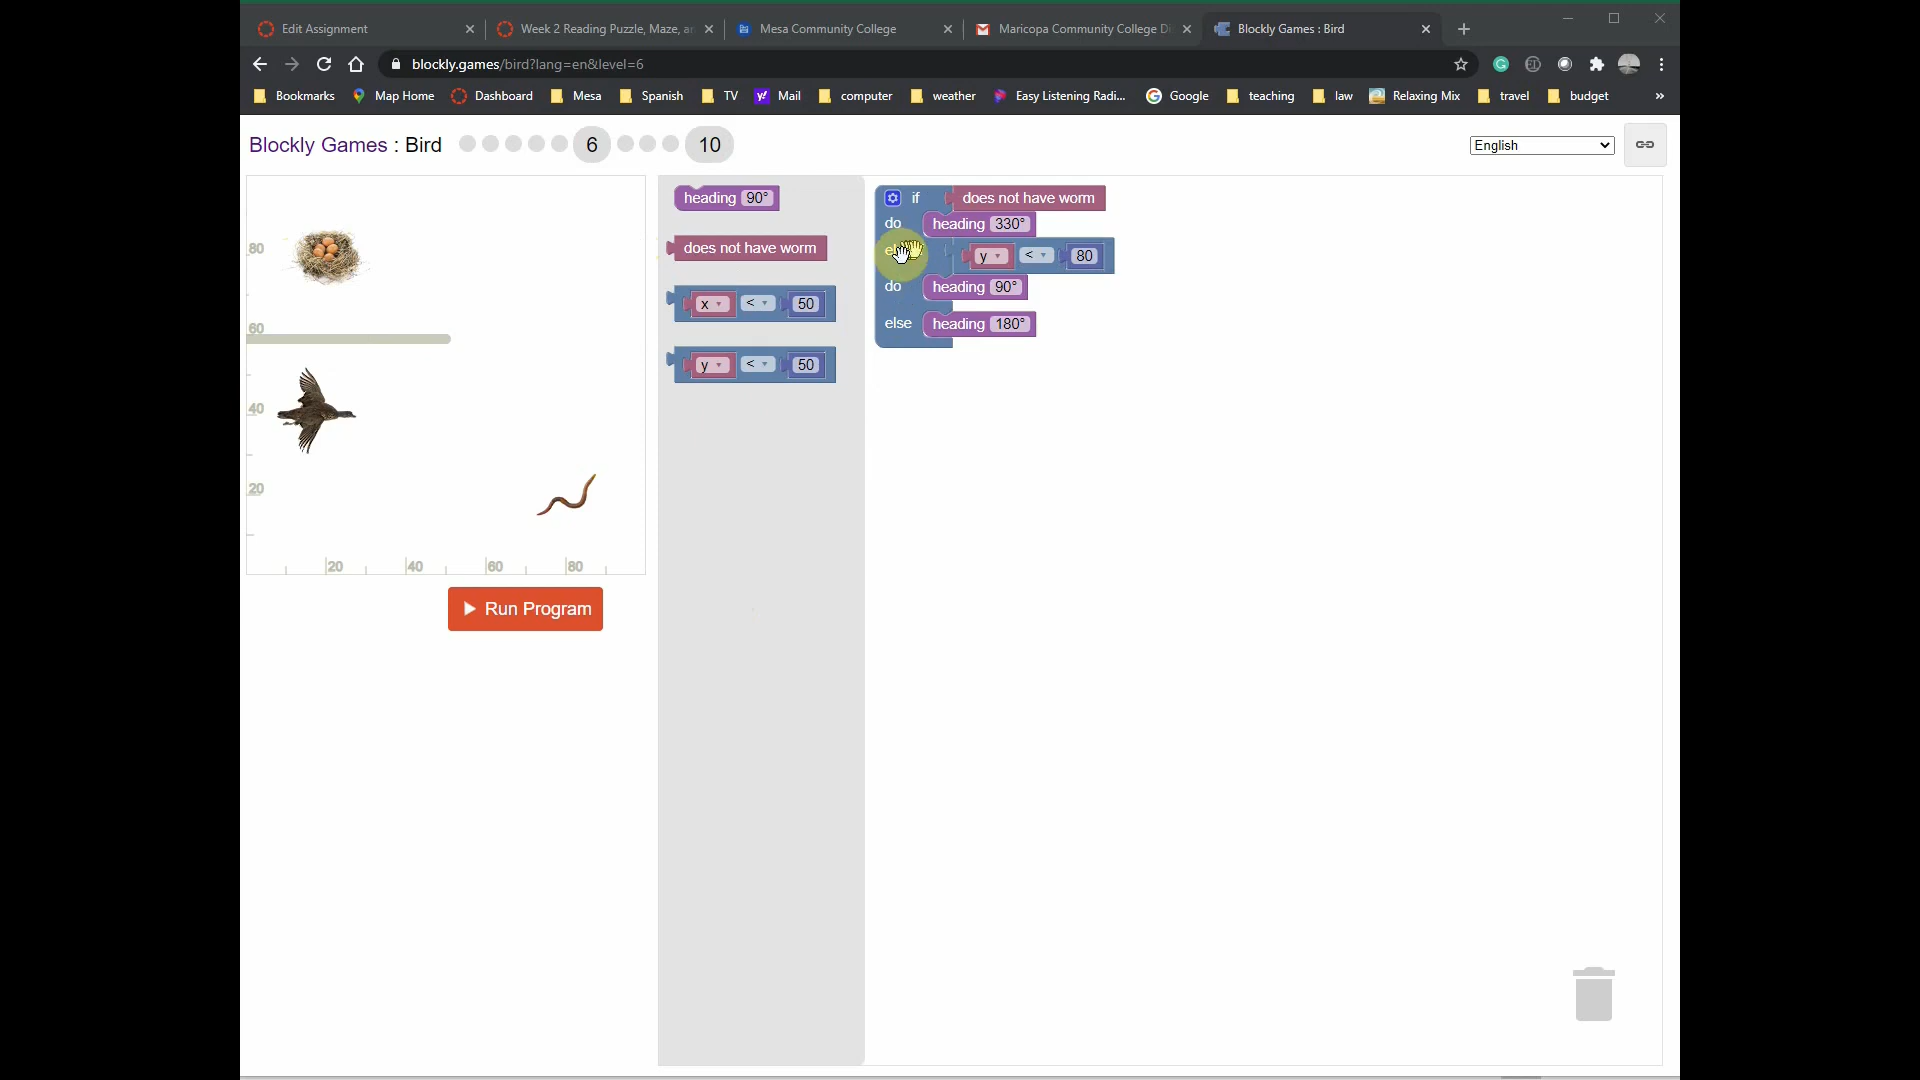 Edit Assignment
Week 2 Reading Puzzle, Maze, an
Mesa Community College
Maricopa Community College Di
Blockly Games : Bird
blockly.games/bird?lang=en&level=6
Bookmarks Map Home Dashboard Mesa Spanish TV Mail computer weather Easy Listening Radi... Google teaching law Relaxing Mix travel budget »
Blockly Games : Bird 6 10
English
80
60
40
20
20 40 60 80
Run Program
heading 90°
does not have worm
x < 50
y < 50
if does not have worm
do heading 330°
y < 80
do heading 90°
else heading 180°